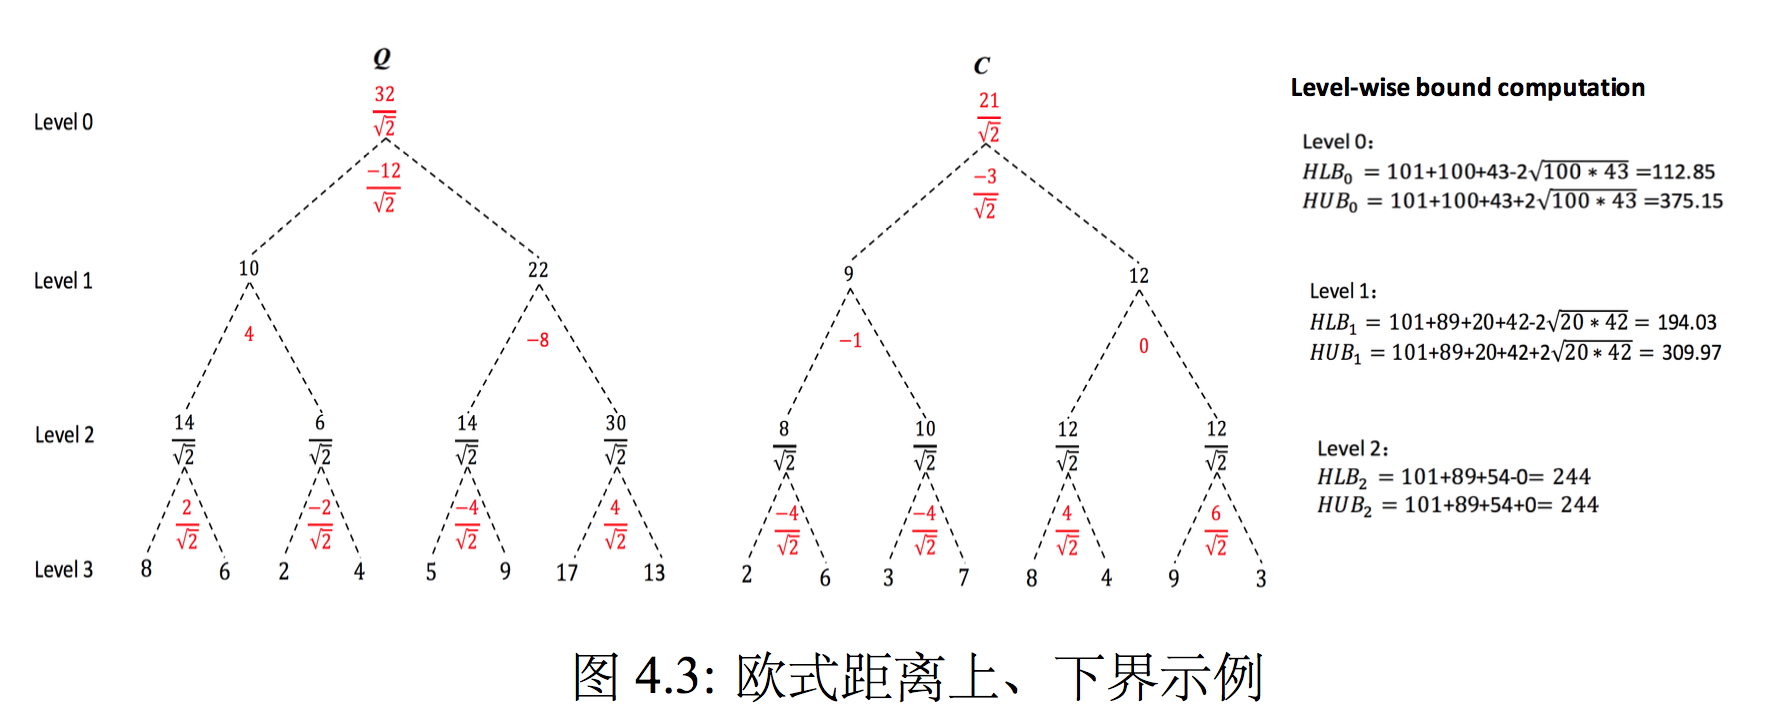 Q
C
Level-wise bound computation
Level 0
32/√2
21/√2
−12/√2
−3/√2
Level 0:
HLB₀ = 101+100+43-2√(100 * 43) =112.85
HUB₀ = 101+100+43+2√(100 * 43) =375.15
Level 1
10 22
9 12
4 −8
−1 0
Level 1:
HLB₁ = 101+89+20+42-2√(20 * 42) = 194.03
HUB₁ = 101+89+20+42+2√(20 * 42) = 309.97
Level 2
14/√2 6/√2 14/√2 30/√2
8/√2 10/√2 12/√2 12/√2
2/√2 −2/√2 −4/√2 4/√2
−4/√2 −4/√2 4/√2 6/√2
Level 2:
HLB₂ = 101+89+54-0= 244
HUB₂ = 101+89+54+0= 244
Level 3
8 6 2 4 5 9 17 13
2 6 3 7 8 4 9 3
图 4.3: 欧式距离上、下界示例